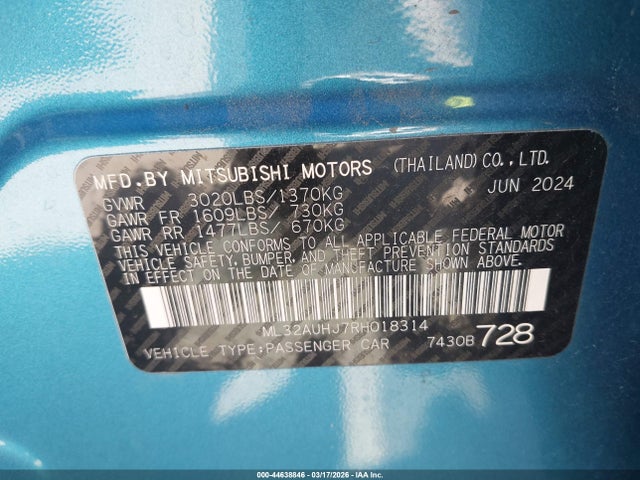 MFD.BY MITSUBISHI MOTORS (THAILAND) CO.,LTD.
JUN 2024
GVWR 3020LBS/1370KG
GAWR FR 1609LBS/ 730KG
GAWR RR 1477LBS/ 670KG
THIS VEHICLE CONFORMS TO ALL APPLICABLE FEDERAL MOTOR
VEHICLE SAFETY, BUMPER, AND THEFT PREVENTION STANDARDS
IN EFFECT ON THE DATE OF MANUFACTURE SHOWN ABOVE.
ML32AUHJ7RH018314
VEHICLE TYPE:PASSENGER CAR 7430B 728
000-44638846 - 03/17/2026 - IAAI.COM